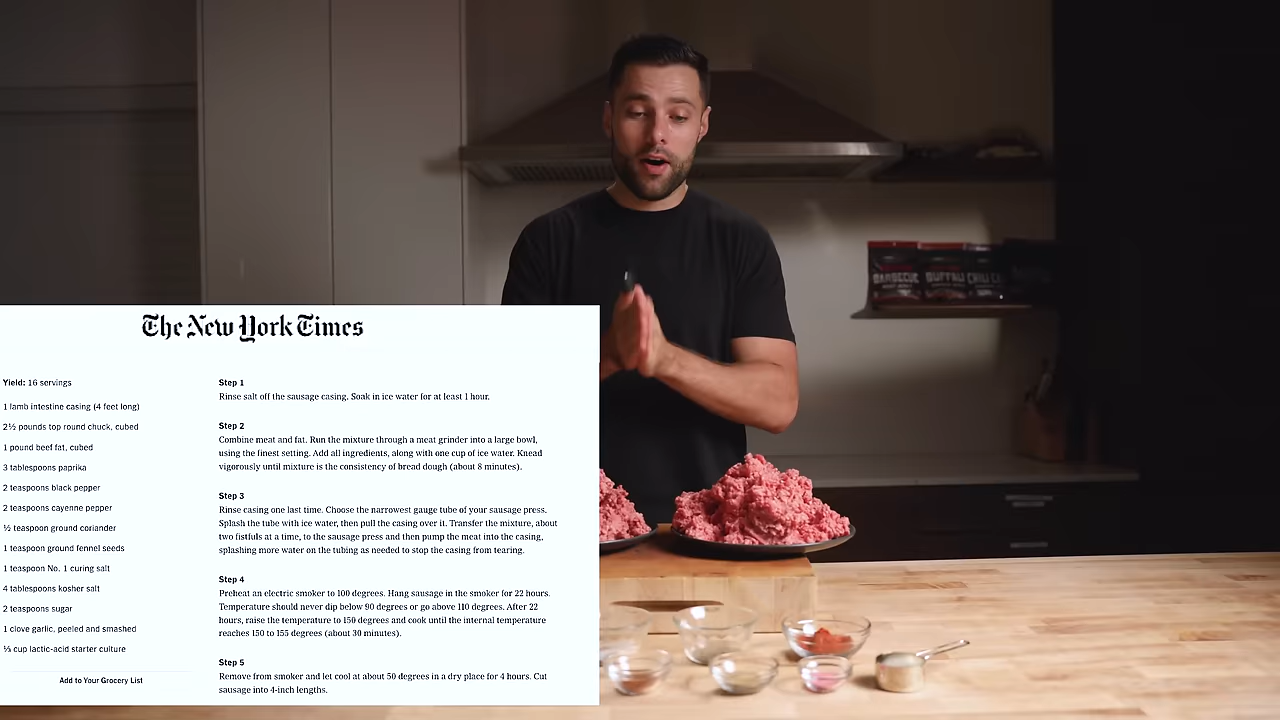 The New York Times
Yield: 16 servings
1 lamb intestine casing (4 feet long)
2½ pounds top round chuck, cubed
1 pound beef fat, cubed
3 tablespoons paprika
2 teaspoons black pepper
2 teaspoons cayenne pepper
½ teaspoon ground coriander
1 teaspoon ground fennel seeds
1 teaspoon No. 1 curing salt
4 tablespoons kosher salt
2 teaspoons sugar
1 clove garlic, peeled and smashed
⅓ cup lactic-acid starter culture
Add to Your Grocery List
Step 1
Rinse salt off the sausage casing. Soak in ice water for at least 1 hour.
Step 2
Combine meat and fat. Run the mixture through a meat grinder into a large bowl,
using the finest setting. Add all ingredients, along with one cup of ice water. Knead
vigorously until mixture is the consistency of bread dough (about 8 minutes).
Step 3
Rinse casing one last time. Choose the narrowest gauge tube of your sausage press.
Splash the tube with ice water, then pull the casing over it. Transfer the mixture, about
two fistfuls at a time, to the sausage press and then pump the meat into the casing,
splashing more water on the tubing as needed to stop the casing from tearing.
Step 4
Preheat an electric smoker to 100 degrees. Hang sausage in the smoker for 22 hours.
Temperature should never dip below 90 degrees or go above 110 degrees. After 22
hours, raise the temperature to 150 degrees and cook until the internal temperature
reaches 150 to 155 degrees (about 30 minutes).
Step 5
Remove from smoker and let cool at about 50 degrees in a dry place for 4 hours. Cut
sausage into 4-inch lengths.
BARBECUE
BUFFALO